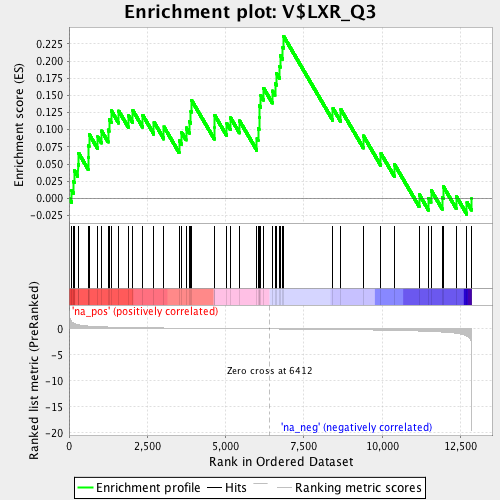 Enrichment plot: V$LXR_Q3
Enrichment score (ES)
0.225
0.200
0.175
0.150
0.125
0.100
0.075
0.050
0.025
0.000
-0.025
'na_pos' (positively correlated)
Ranked list metric (PreRanked)
0
-5
-10
-15
-20
Zero cross at 6412
'na_neg' (negatively correlated)
0 2,500 5,000 7,500 10,000 12,500
Rank in Ordered Dataset
Enrichment profile Hits Ranking metric scores